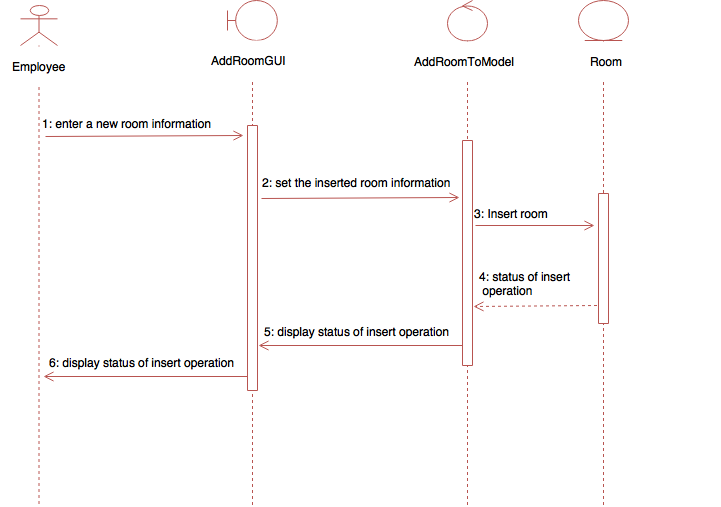 Employee
AddRoomGUI
AddRoomToModel
Room
1: enter a new room information
2: set the inserted room information
3: Insert room
4: status of insert
operation
5: display status of insert operation
6: display status of insert operation